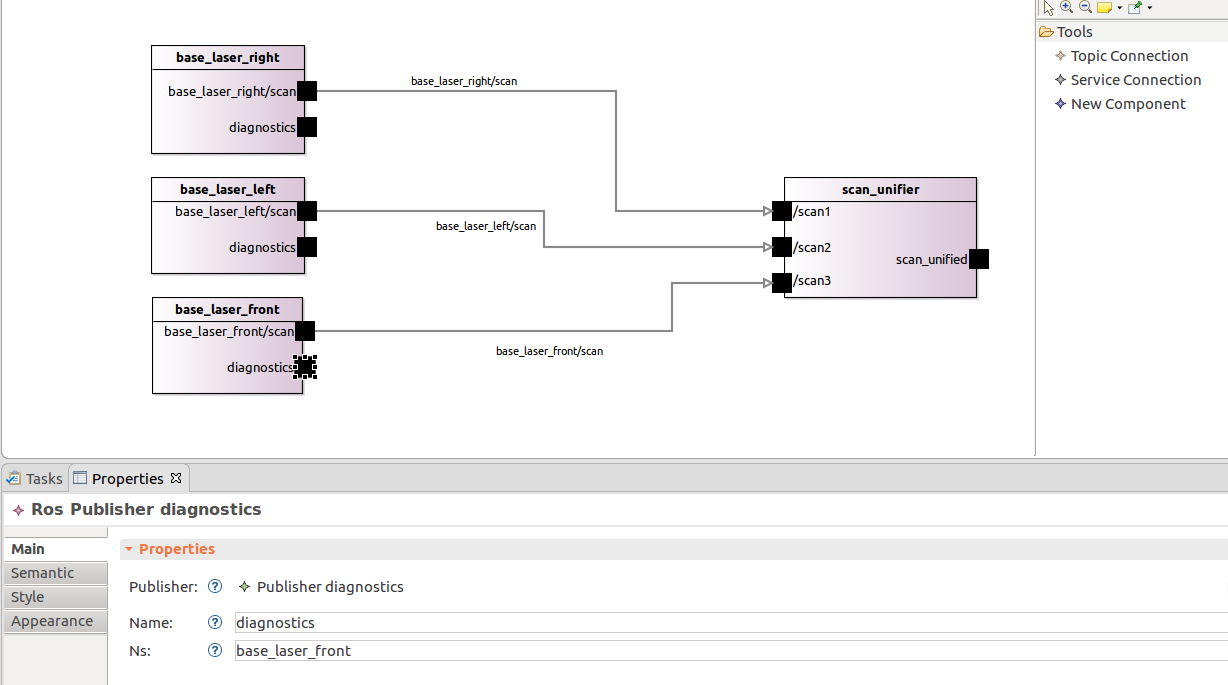 base_laser_right
base_laser_right/scan
diagnostics
base_laser_right/scan
base_laser_left
base_laser_left/scan
diagnostics
base_laser_left/scan
base_laser_front
base_laser_front/scan
diagnostics
base_laser_front/scan
scan_unifier
/scan1
/scan2
scan_unified
/scan3
Tools
Topic Connection
Service Connection
New Component
Tasks
Properties
Ros Publisher diagnostics
Main
Semantic
Style
Appearance
Properties
Publisher: ? Publisher diagnostics
Name: ? diagnostics
Ns: ? base_laser_front